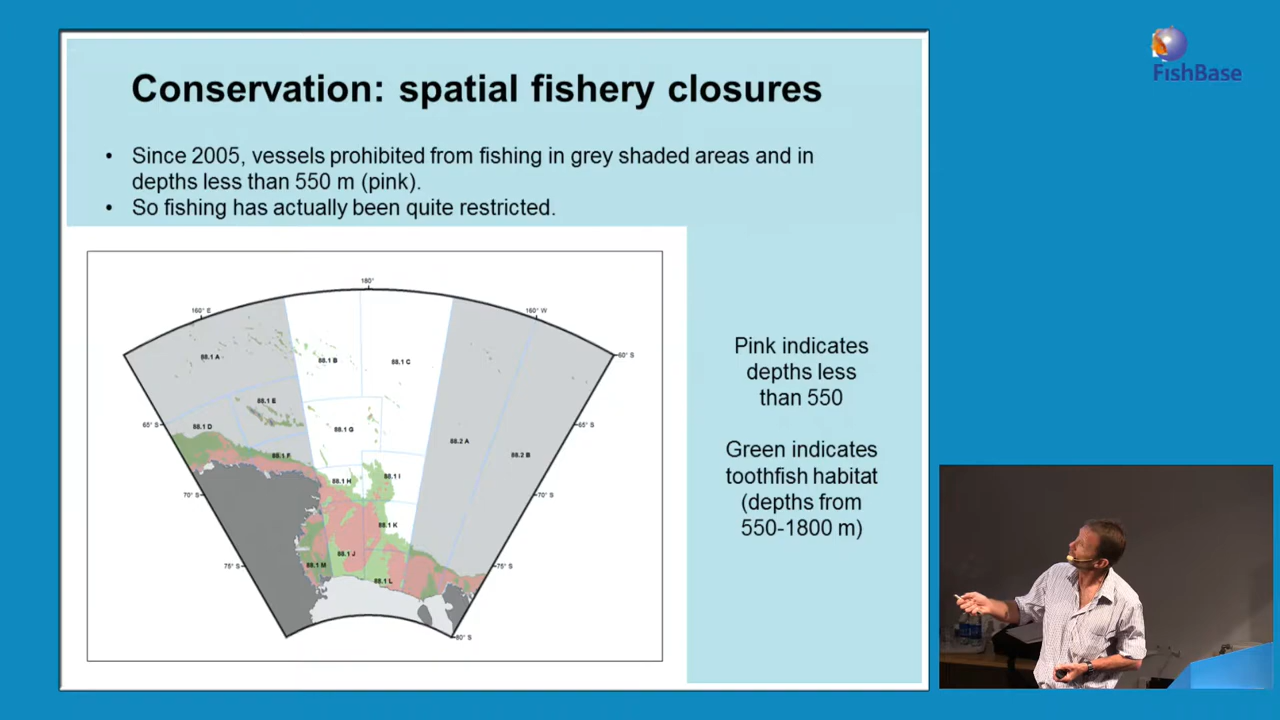 Conservation: spatial fishery closures
• Since 2005, vessels prohibited from fishing in grey shaded areas and in
depths less than 550 m (pink).
• So fishing has actually been quite restricted.
FishBase
180°
160° E
160° W
60° S
88.1 A
88.1 B
88.1 C
88.1 E
65° S
88.1 D
88.1 G
65° S
88.2 A
88.1 F
88.2 B
88.1 H
88.1 I
70° S
70° S
88.1 K
88.1 J
75° S
88.1 M
75° S
88.1 L
80° S
Pink indicates
depths less
than 550
Green indicates
toothfish habitat
(depths from
550-1800 m)